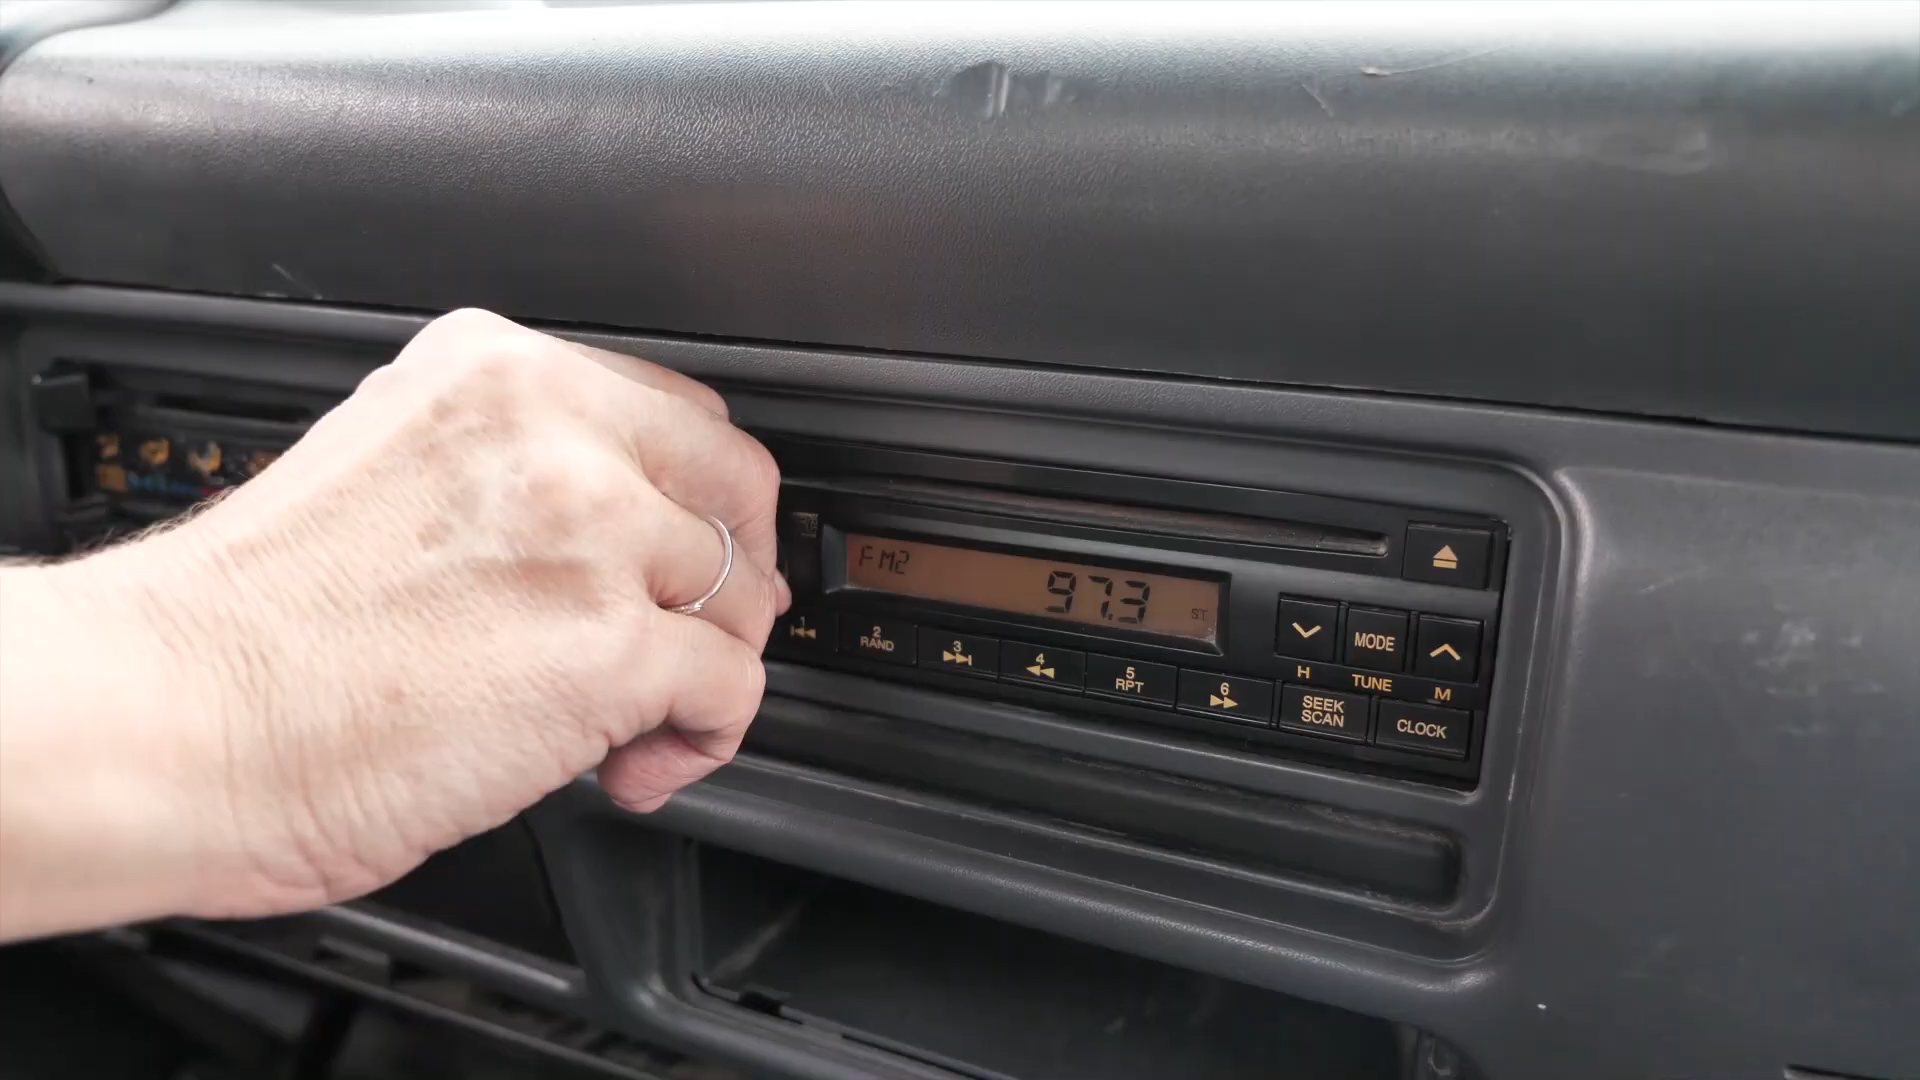 FM2
97.3 ST
1
2
RAND
3
4
5
RPT
6
MODE
H TUNE M
SEEK
SCAN
CLOCK